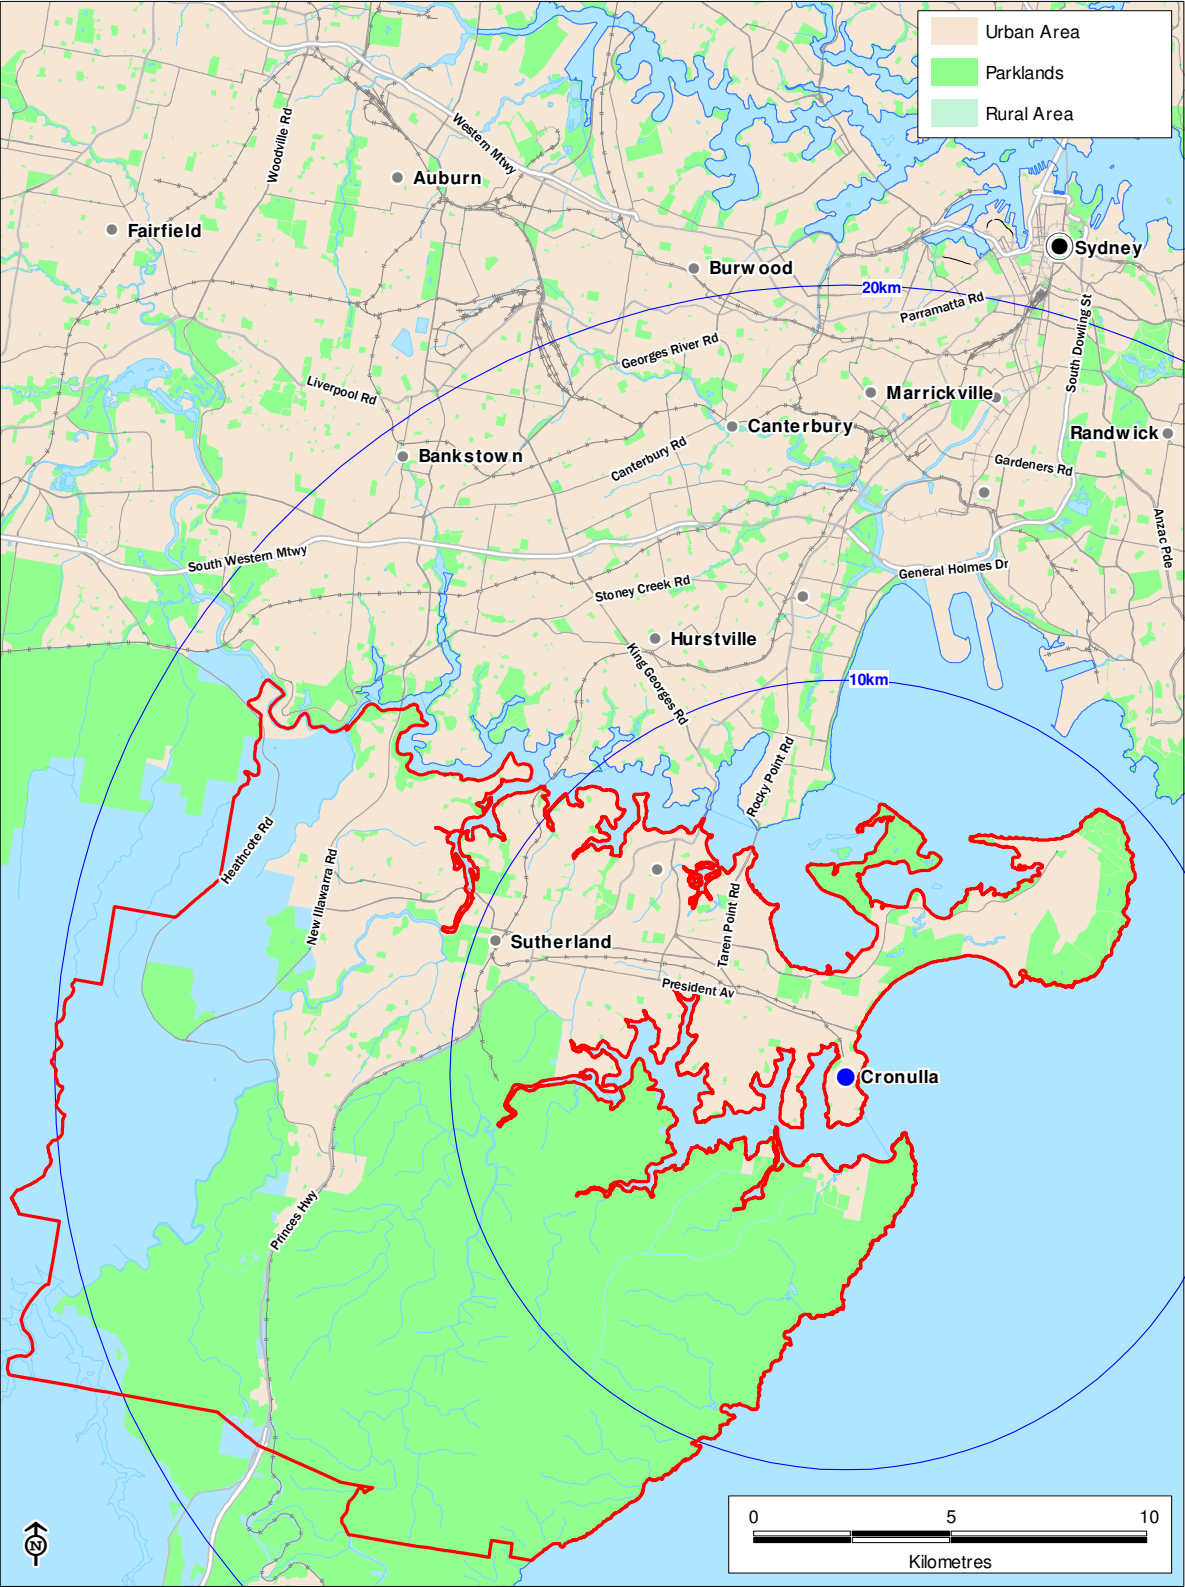 Urban Area
Parklands
Rural Area
Woodville Rd
Western Mtwy
Auburn
Fairfield
Sydney
Burwood
20km
Parramatta Rd
South Dowling St
Georges River Rd
Liverpool Rd
Marrickville
Canterbury
Randwick
Bankstown
Canterbury Rd
Gardeners Rd
Anzac Pde
South Western Mtwy
General Holmes Dr
Stoney Creek Rd
Hurstville
King Georges Rd
10km
Rocky Point Rd
Heathcote Rd
New Illawarra Rd
Taren Point Rd
Sutherland
President Av
Cronulla
Princes Hwy
0 5 10
Kilometres
N